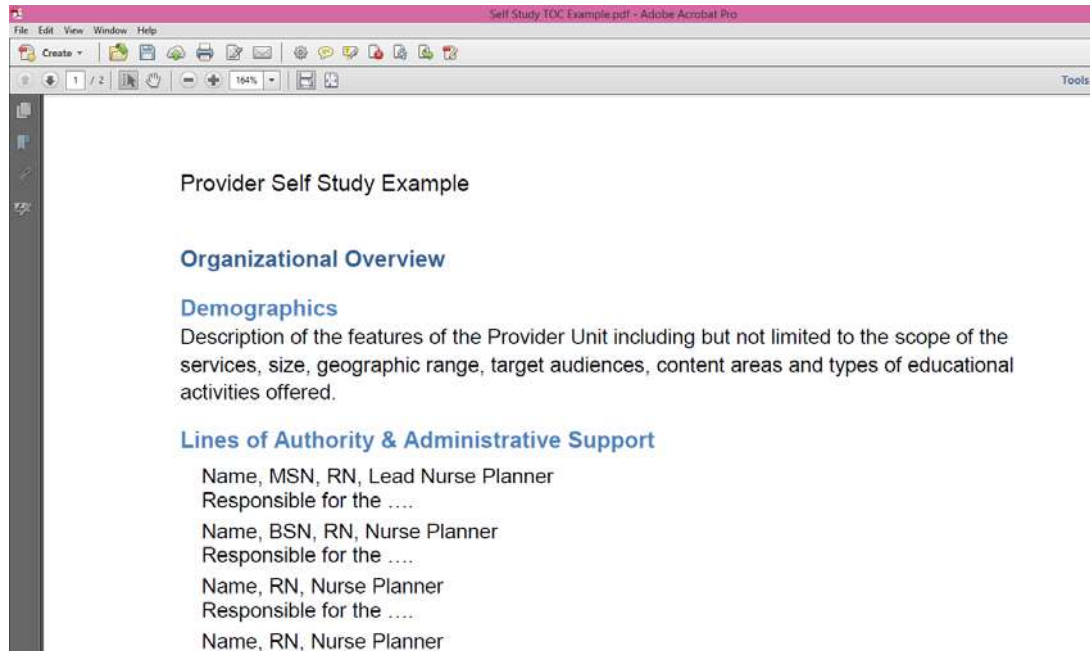 Self Study TOC Example.pdf - Adobe Acrobat Pro
File Edit View Window Help
Create
1 / 2 164% Tools
Provider Self Study Example
Organizational Overview
Demographics
Description of the features of the Provider Unit including but not limited to the scope of the
services, size, geographic range, target audiences, content areas and types of educational
activities offered.
Lines of Authority & Administrative Support
Name, MSN, RN, Lead Nurse Planner
Responsible for the ….
Name, BSN, RN, Nurse Planner
Responsible for the ….
Name, RN, Nurse Planner
Responsible for the ….
Name, RN, Nurse Planner